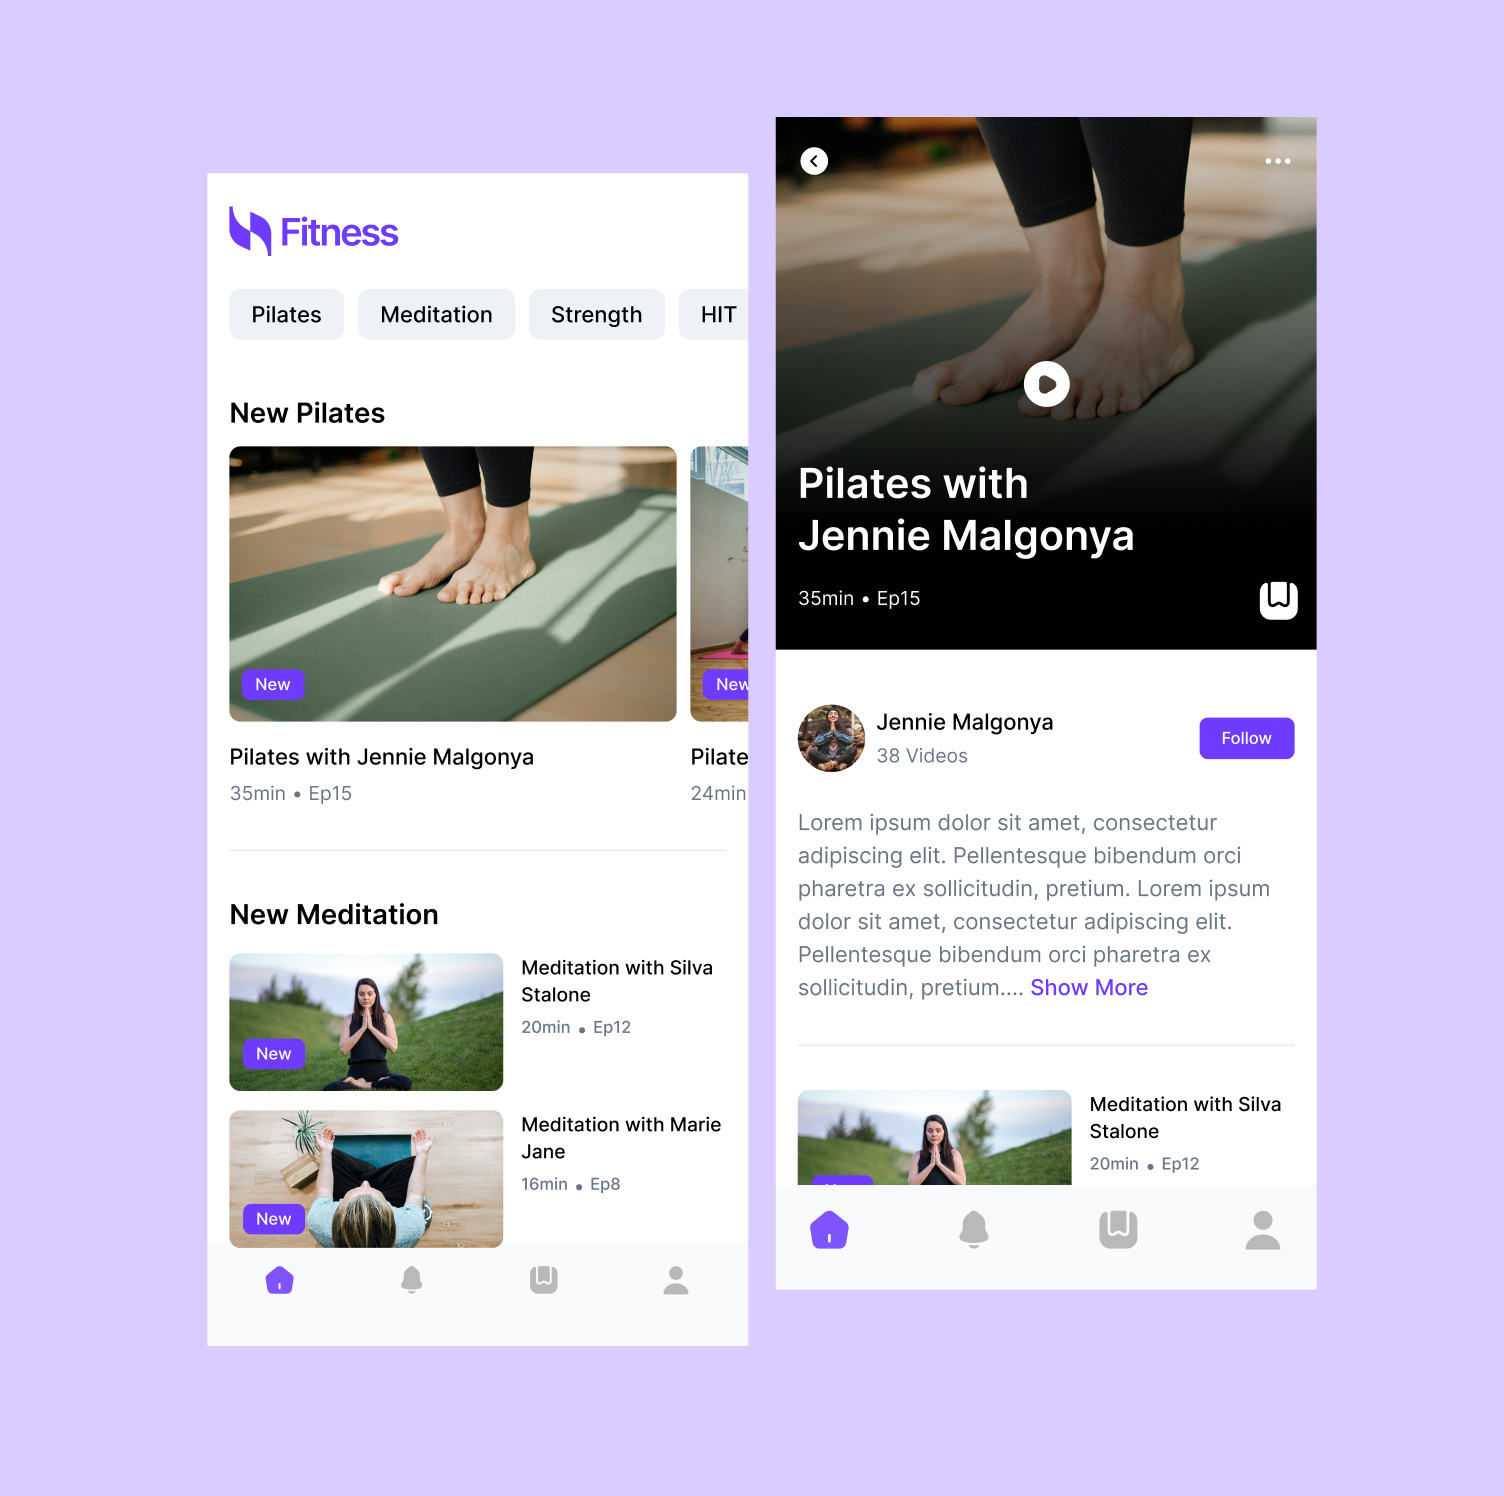 Fitness
Pilates
Meditation
Strength
HIT
New Pilates
New
New
Pilates with Jennie Malgonya
35min • Ep15
Pilate
24min
New Meditation
New
Meditation with Silva
Stalone
20min • Ep12
New
Meditation with Marie
Jane
16min • Ep8
Pilates with
Jennie Malgonya
35min • Ep15
Jennie Malgonya
38 Videos
Follow
Lorem ipsum dolor sit amet, consectetur
adipiscing elit. Pellentesque bibendum orci
pharetra ex sollicitudin, pretium. Lorem ipsum
dolor sit amet, consectetur adipiscing elit.
Pellentesque bibendum orci pharetra ex
sollicitudin, pretium.... Show More
Meditation with Silva
Stalone
20min • Ep12